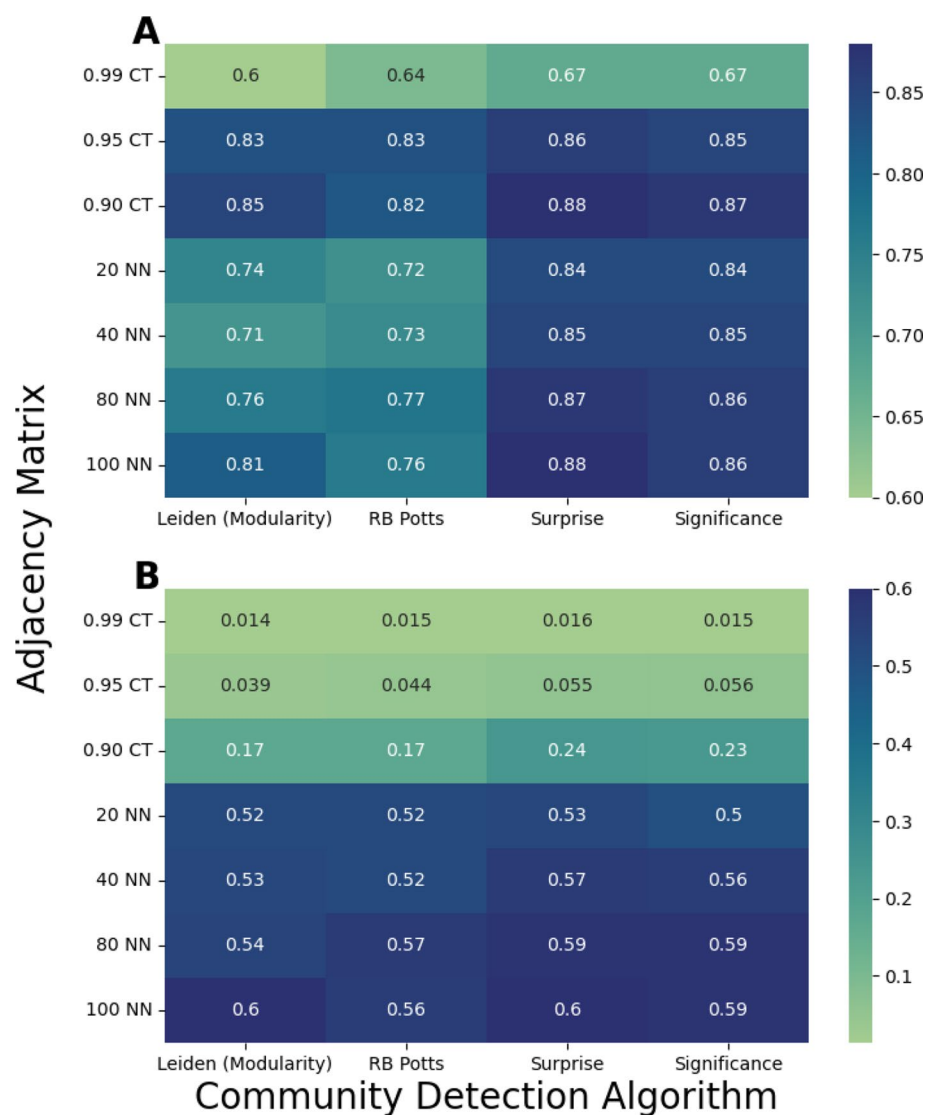 A
0.99 CT 0.6 0.64 0.67 0.67
0.95 CT 0.83 0.83 0.86 0.85
0.90 CT 0.85 0.82 0.88 0.87
20 NN 0.74 0.72 0.84 0.84
40 NN 0.71 0.73 0.85 0.85
80 NN 0.76 0.77 0.87 0.86
100 NN 0.81 0.76 0.88 0.86
Leiden (Modularity) RB Potts Surprise Significance
0.85
0.80
0.75
0.70
0.65
0.60
Adjacency Matrix
B
0.99 CT 0.014 0.015 0.016 0.015
0.95 CT 0.039 0.044 0.055 0.056
0.90 CT 0.17 0.17 0.24 0.23
20 NN 0.52 0.52 0.53 0.5
40 NN 0.53 0.52 0.57 0.56
80 NN 0.54 0.57 0.59 0.59
100 NN 0.6 0.56 0.6 0.59
Leiden (Modularity) RB Potts Surprise Significance
0.6
0.5
0.4
0.3
0.2
0.1
Community Detection Algorithm